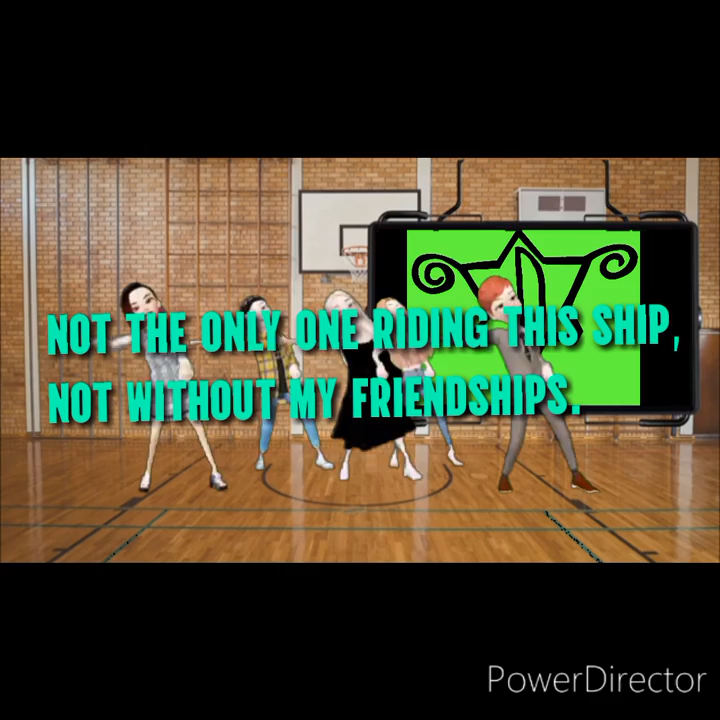 NOT THE ONLY ONE RIDING THIS SHIP,
NOT WITHOUT MY FRIENDSHIPS.
PowerDirector